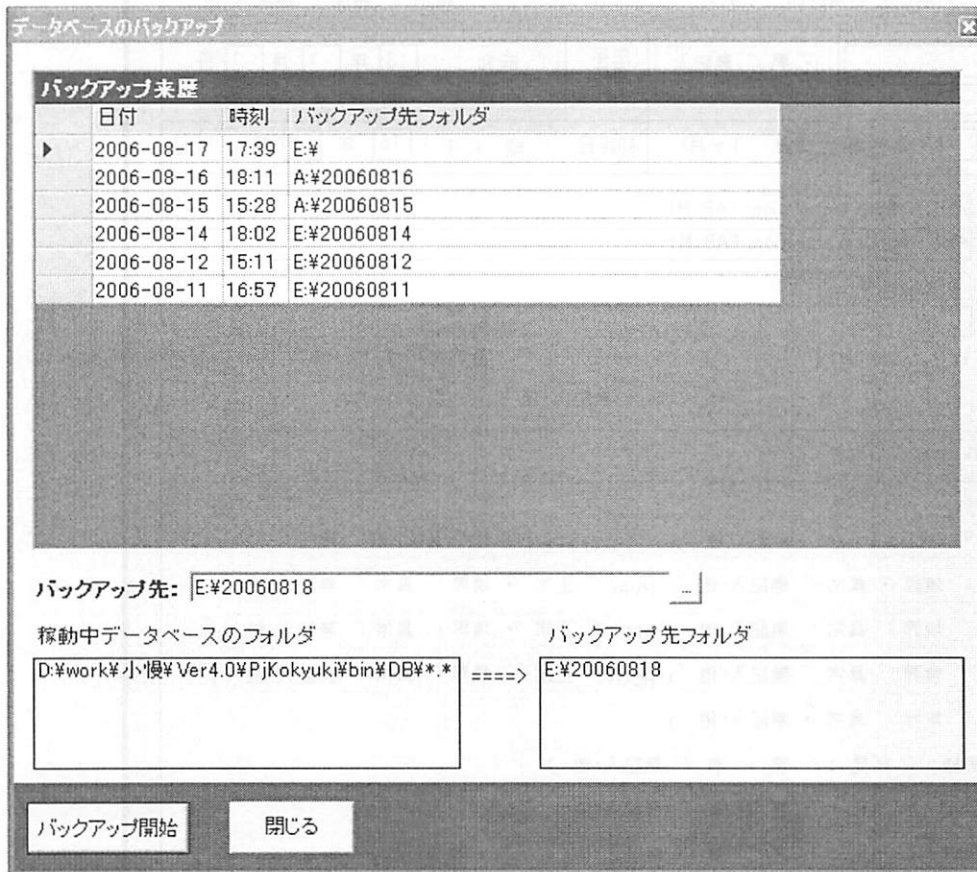 データベースのバックアップ
バックアップ来歴
日付 時刻 バックアップ先フォルダ
2006-08-17 17:39 E:¥
2006-08-16 18:11 A:¥20060816
2006-08-15 15:28 A:¥20060815
2006-08-14 18:02 E:¥20060814
2006-08-12 15:11 E:¥20060812
2006-08-11 16:57 E:¥20060811
バックアップ先: E:¥20060818 ...
稼動中データベースのフォルダ バックアップ先フォルダ
D:¥work¥小慢¥Ver4.0¥PjKokyuki¥bin¥DB¥*.* ====> E:¥20060818
バックアップ開始 閉じる